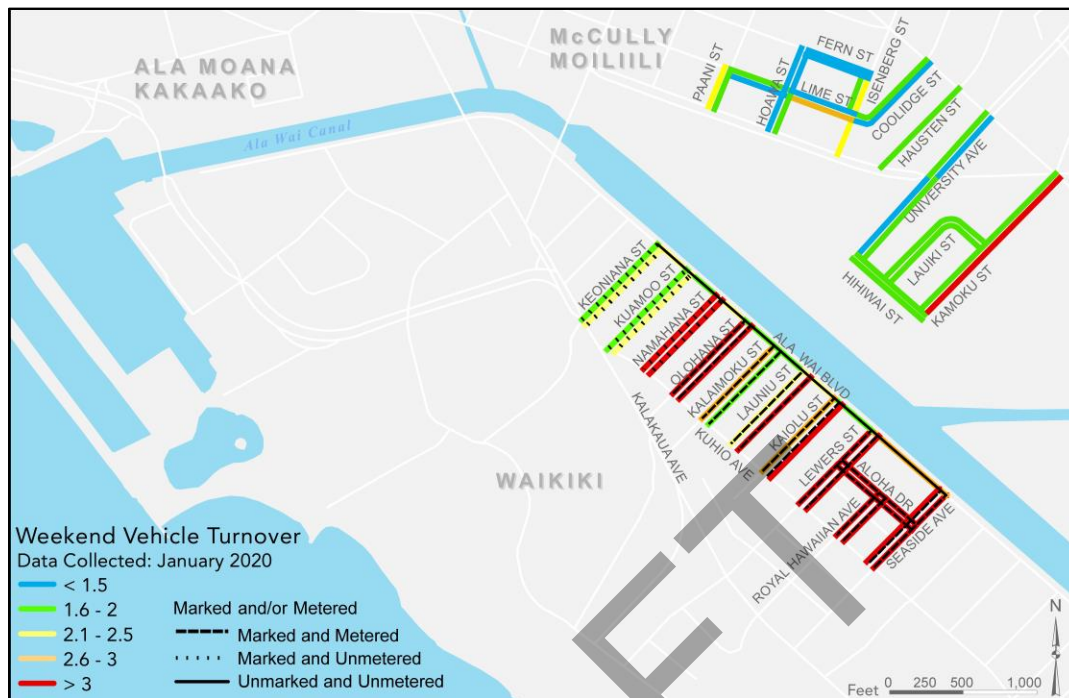 ALA MOANA
KAKAAKO
McCULLY
MOILIILI
Ala Wai Canal
PAANI ST
HOAWA ST
FERN ST
LIME ST
ISENBERG ST
COOLIDGE ST
HAUSTEN ST
UNIVERSITY AVE
LAUIKI ST
HIHIWAI ST
KAMOKU ST
KEONIANA ST
KUAMOO ST
NAMAHANA ST
OLOHANA ST
KALAIMOKU ST
LAUNIU ST
ALA WAI BLVD
KALAKAUA AVE
KUHIO AVE
KAIOLU ST
LEWERS ST
ALOHA DR
ROYAL HAWAIIAN AVE
SEASIDE AVE
WAIKIKI
Weekend Vehicle Turnover
Data Collected: January 2020
< 1.5
1.6 - 2
2.1 - 2.5
2.6 - 3
> 3
Marked and/or Metered
Marked and Metered
Marked and Unmetered
Unmarked and Unmetered
N
Feet 0 250 500 1,000